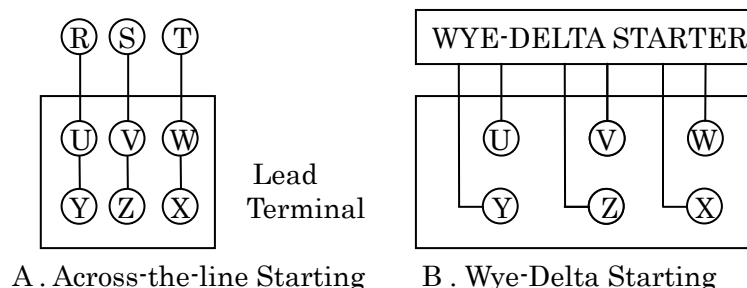 R S T
U V W
Y Z X
Lead
Terminal
A . Across-the-line Starting
WYE-DELTA STARTER
U V W
Y Z X
B . Wye-Delta Starting